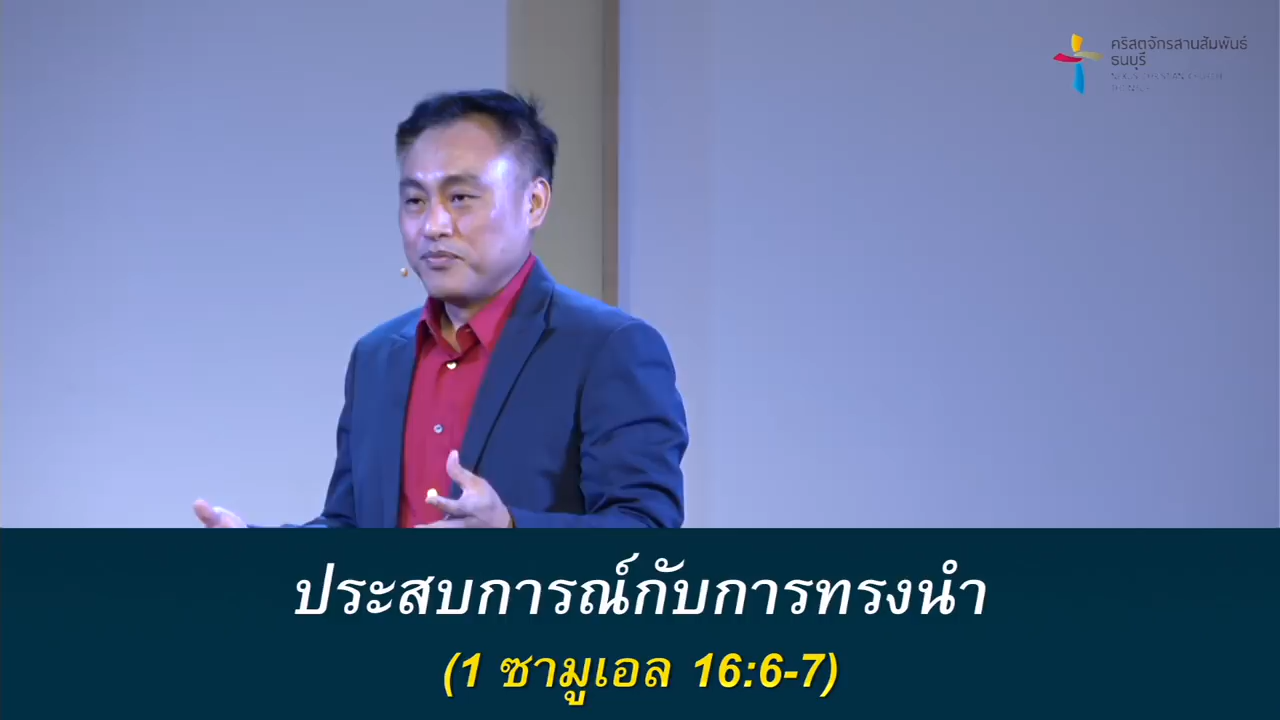 คริสตจักรสานสัมพันธ์
ธนบุรี
ประสบการณ์กับการทรงนำ
(1 ซามูเอล 16:6-7)